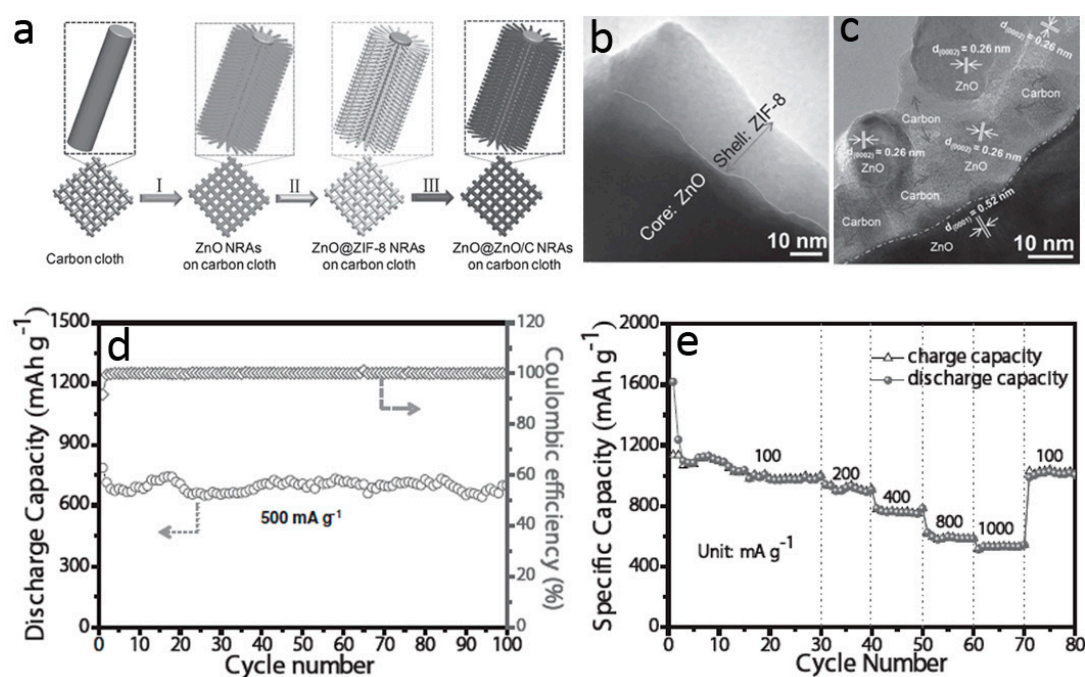 a
I
II
III
Carbon cloth
ZnO NRAs
on carbon cloth
ZnO@ZIF-8 NRAs
on carbon cloth
ZnO@ZnO/C NRAs
on carbon cloth
b
Shell: ZIF-8
Core: ZnO
10 nm
c
d(0002) = 0.26 nm
ZnO
d(0002) = 0.26 nm
Carbon
Carbon
d(0002) = 0.26 nm
ZnO
d(0002) = 0.26 nm
ZnO
Carbon
Carbon
d(0001) = 0.52 nm
ZnO
10 nm
d
Discharge Capacity (mAh g-1)
1500
1200
900
600
300
0
500 mA g-1
120
100
80
60
40
20
0
Coulombic efficiency (%)
0 10 20 30 40 50 60 70 80 90 100
Cycle number
e
Specific Capacity (mAh g-1)
2000
1600
1200
800
400
0
charge capacity
discharge capacity
100
200
400
800
1000
100
Unit: mA g-1
0 10 20 30 40 50 60 70 80
Cycle Number